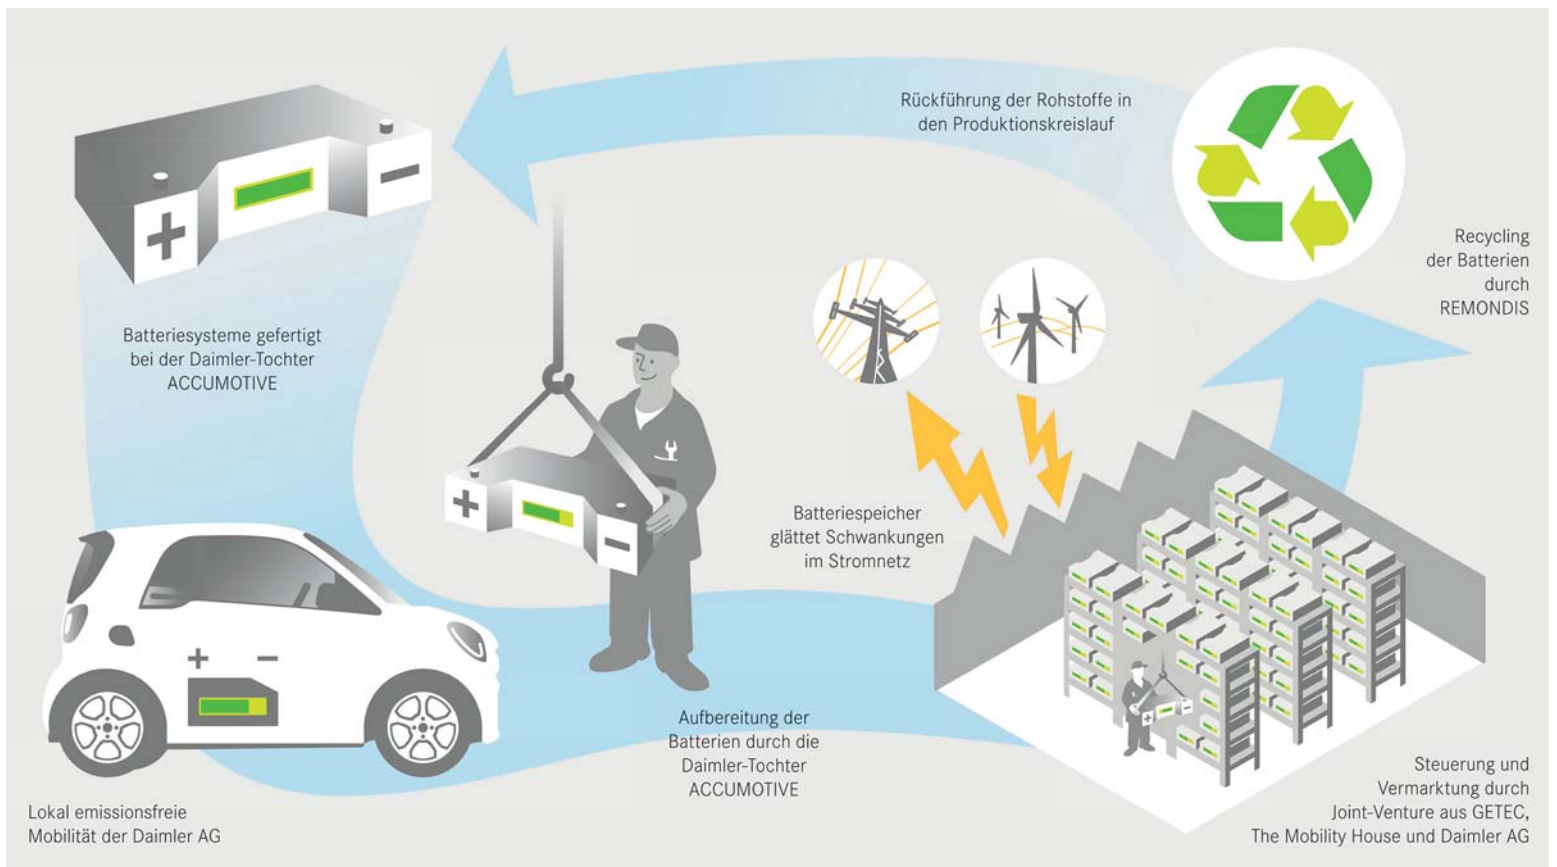 Rückführung der Rohstoffe in
den Produktionskreislauf
Recycling
der Batterien
durch
REMONDIS
Batteriesysteme gefertigt
bei der Daimler-Tochter
ACCUMOTIVE
Batteriespeicher
glättet Schwankungen
im Stromnetz
Aufbereitung der
Batterien durch die
Daimler-Tochter
ACCUMOTIVE
Steuerung und
Vermarktung durch
Joint-Venture aus GETEC,
The Mobility House und Daimler AG
Lokal emissionsfreie
Mobilität der Daimler AG